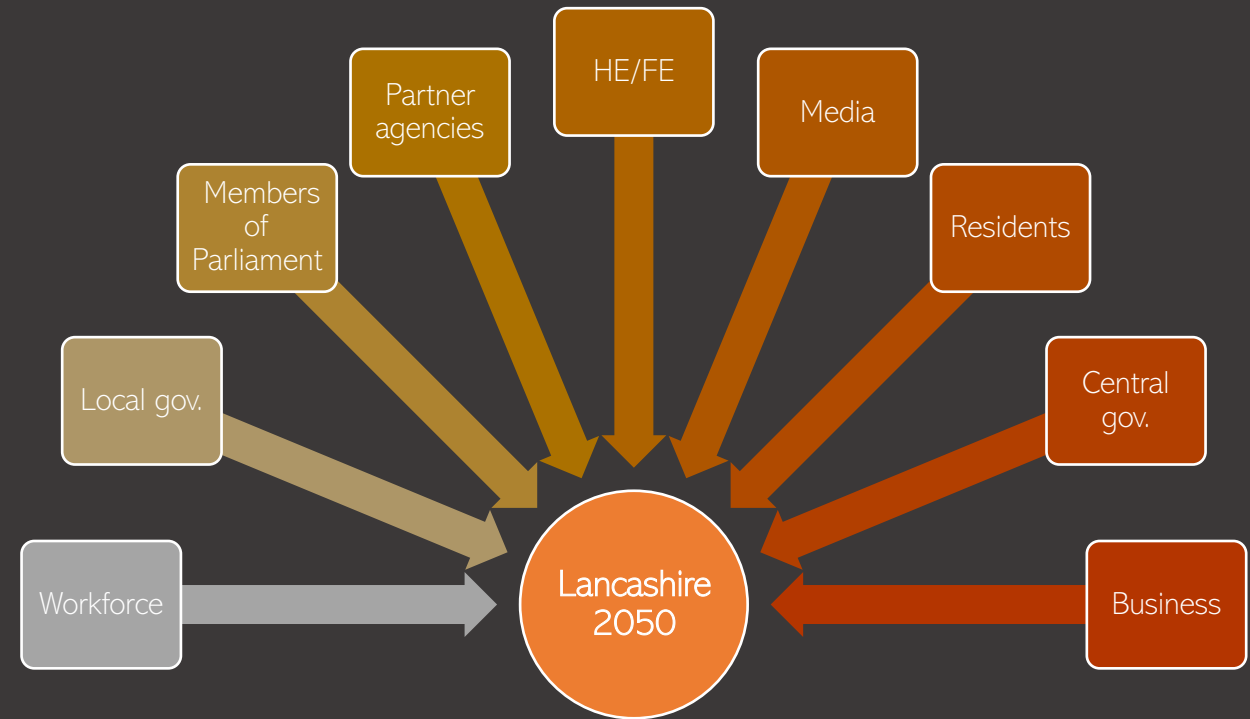 HE/FE
Partner
agencies
Media
Members
of
Parliament
Residents
Local gov.
Central
gov.
Workforce
Lancashire
2050
Business